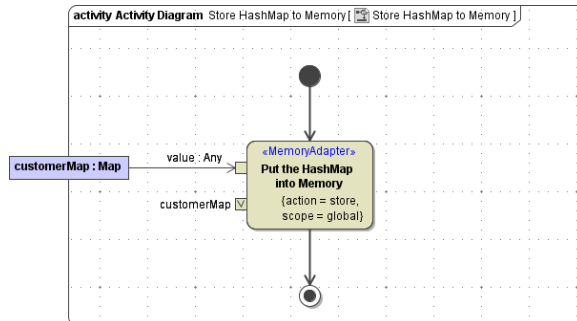 activity Activity Diagram Store HashMap to Memory [ Store HashMap to Memory ]
«MemoryAdapter»
value : Any
customerMap : Map
Put the HashMap
into Memory
{action = store,
customerMap
V
scope = global}